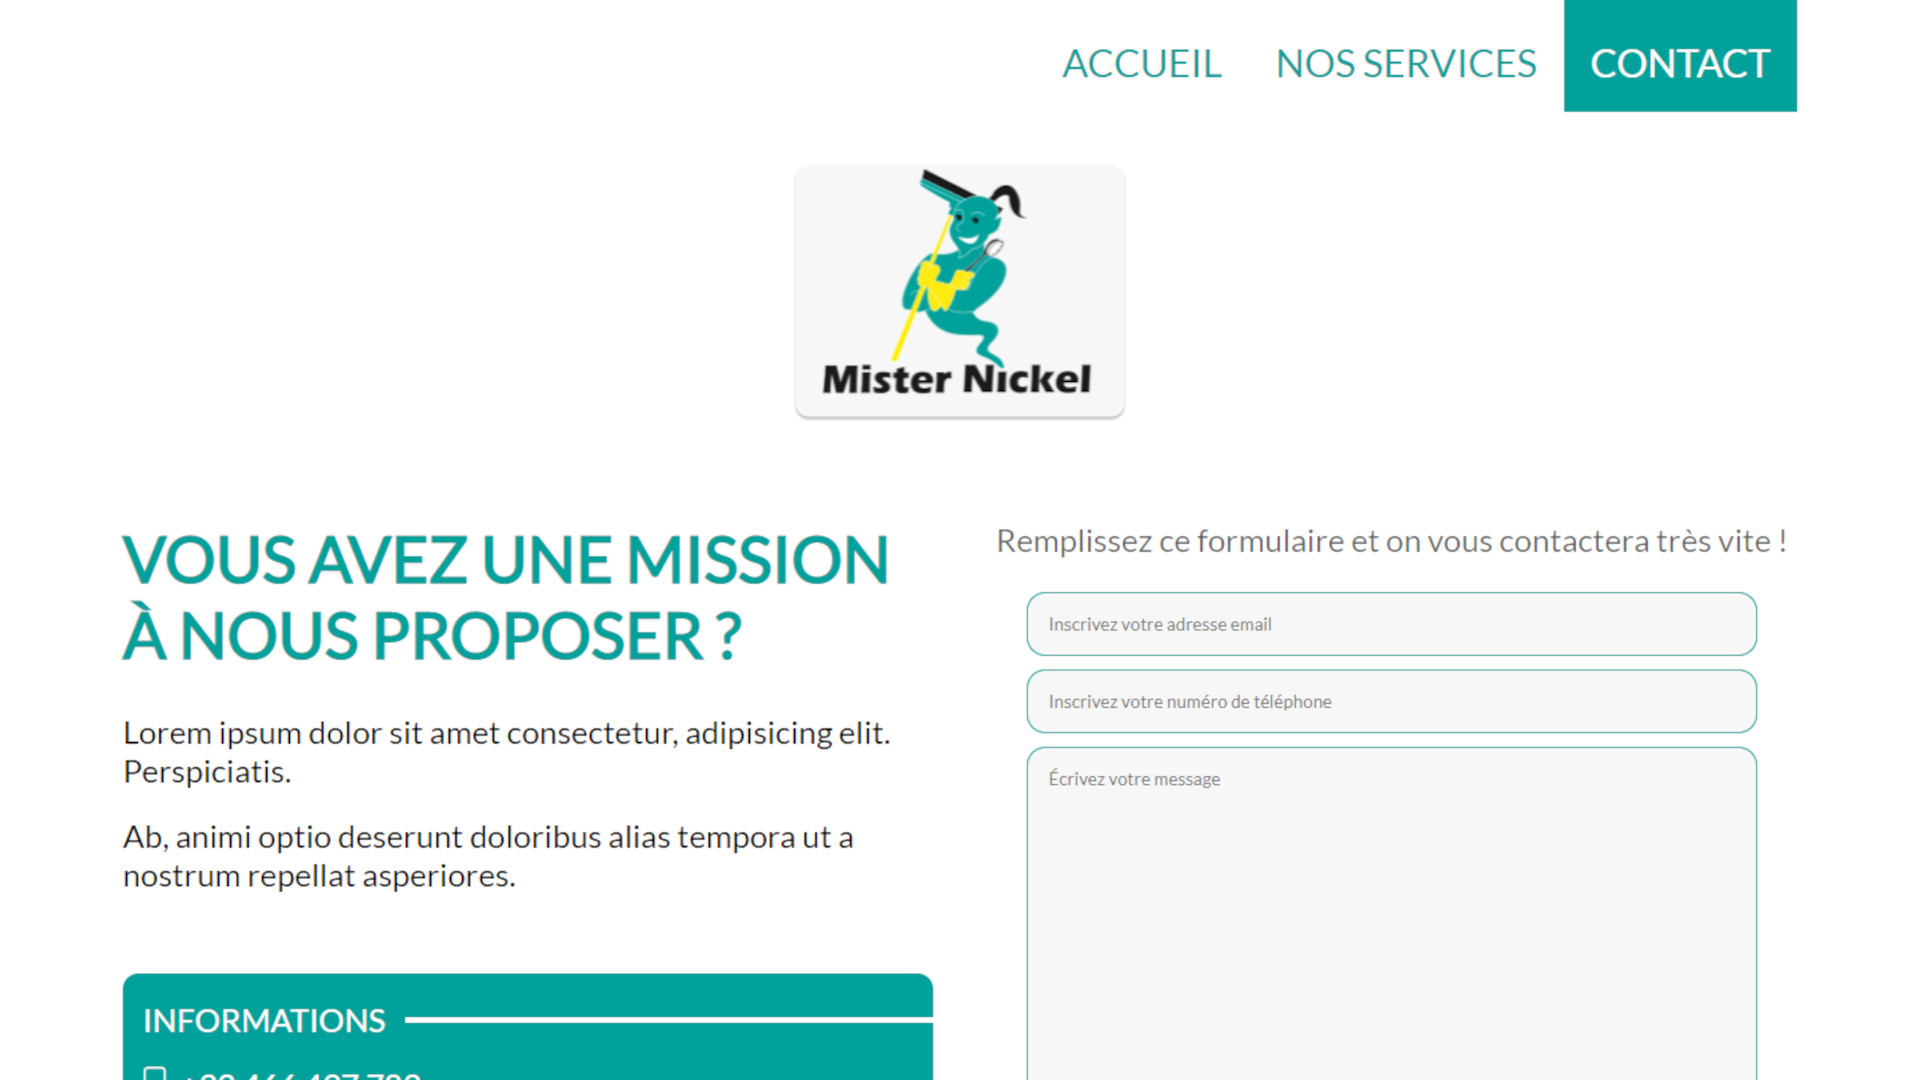 ACCUEIL NOS SERVICES CONTACT
Mister Nickel
VOUS AVEZ UNE MISSION
À NOUS PROPOSER ?
Lorem ipsum dolor sit amet consectetur, adipisicing elit.
Perspiciatis.
Ab, animi optio deserunt doloribus alias tempora ut a
nostrum repellat asperiores.
INFORMATIONS
Remplissez ce formulaire et on vous contactera très vite !
Inscrivez votre adresse email
Inscrivez votre numéro de téléphone
Écrivez votre message